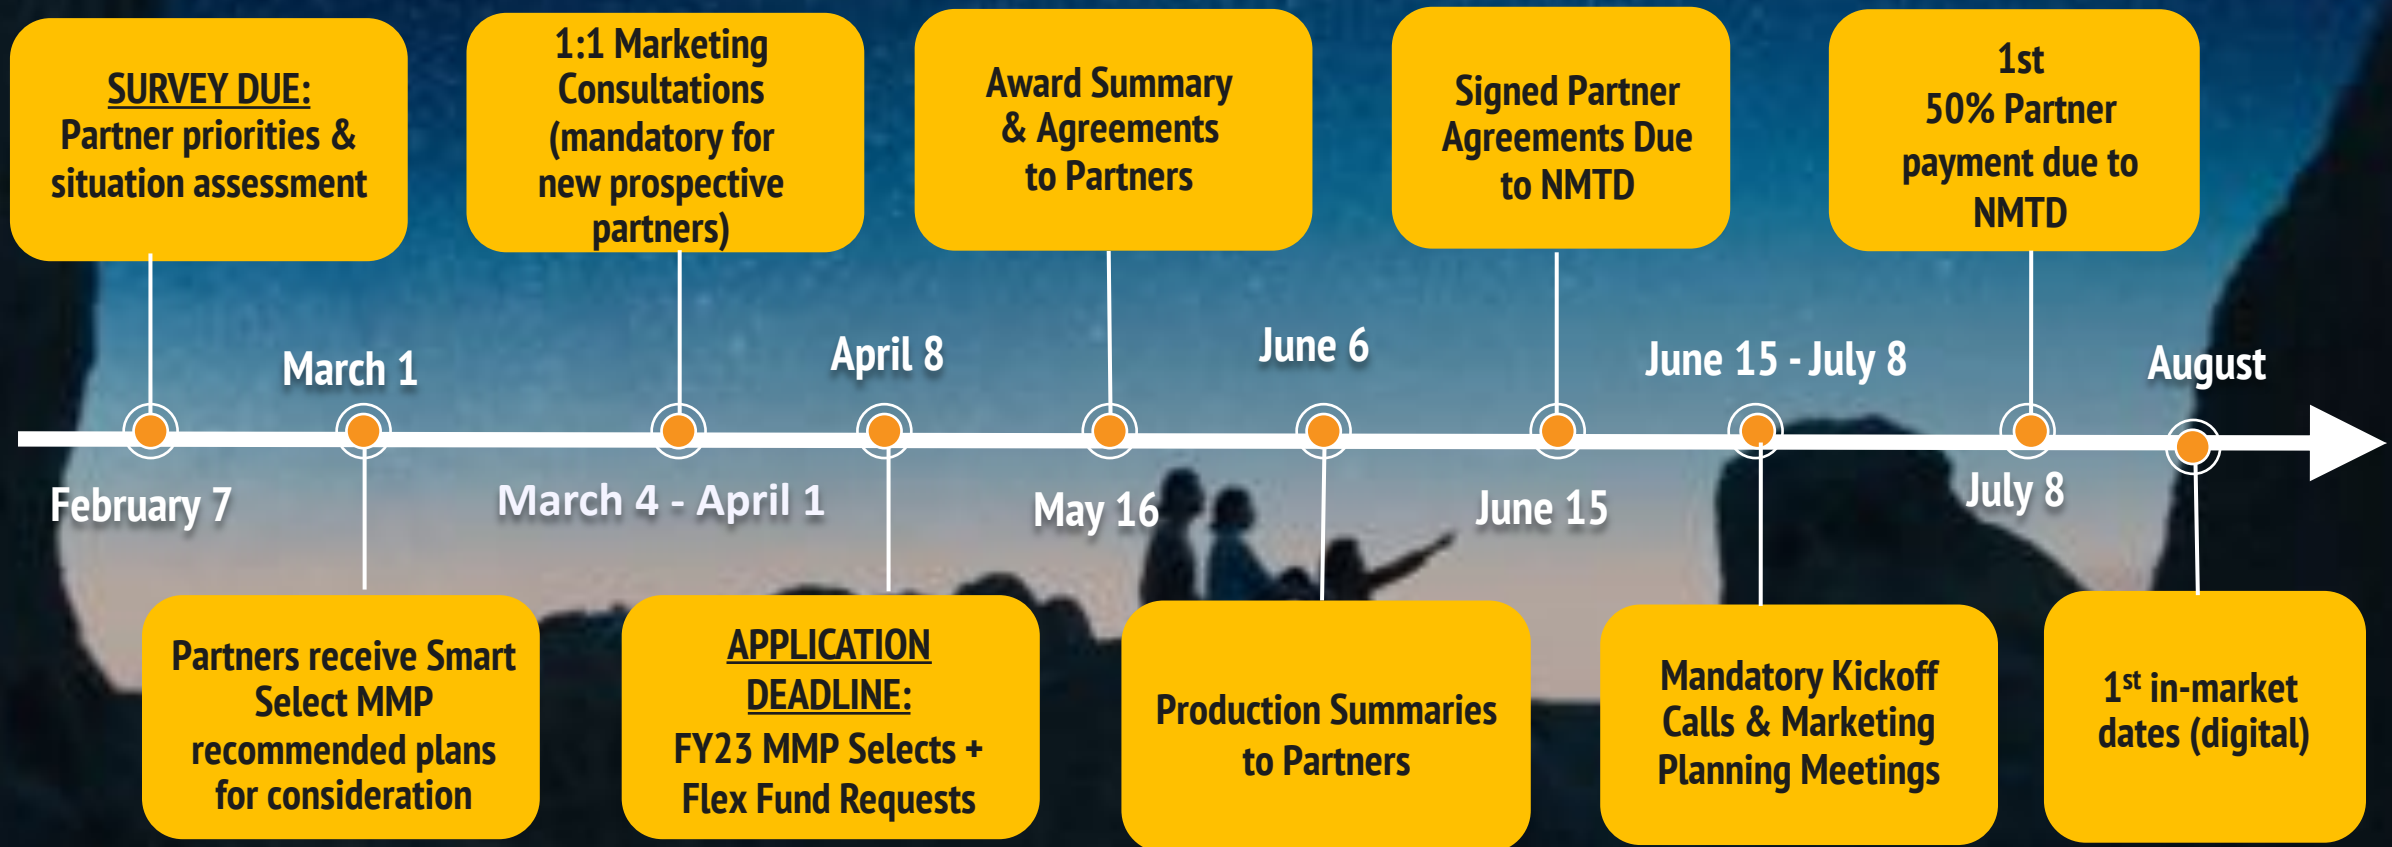 SURVEY DUE:
Partner priorities &
situation assessment
1:1 Marketing
Consultations
(mandatory for
new prospective
partners)
Award Summary
& Agreements
to Partners
Signed Partner
Agreements Due
to NMTD
1st
50% Partner
payment due to
NMTD
February 7
March 1
March 4 - April 1
April 8
May 16
June 6
June 15
June 15 - July 8
July 8
August
Partners receive Smart
Select MMP
recommended plans
for consideration
APPLICATION
DEADLINE:
FY23 MMP Selects +
Flex Fund Requests
Production Summaries
to Partners
Mandatory Kickoff
Calls & Marketing
Planning Meetings
1st in-market
dates (digital)